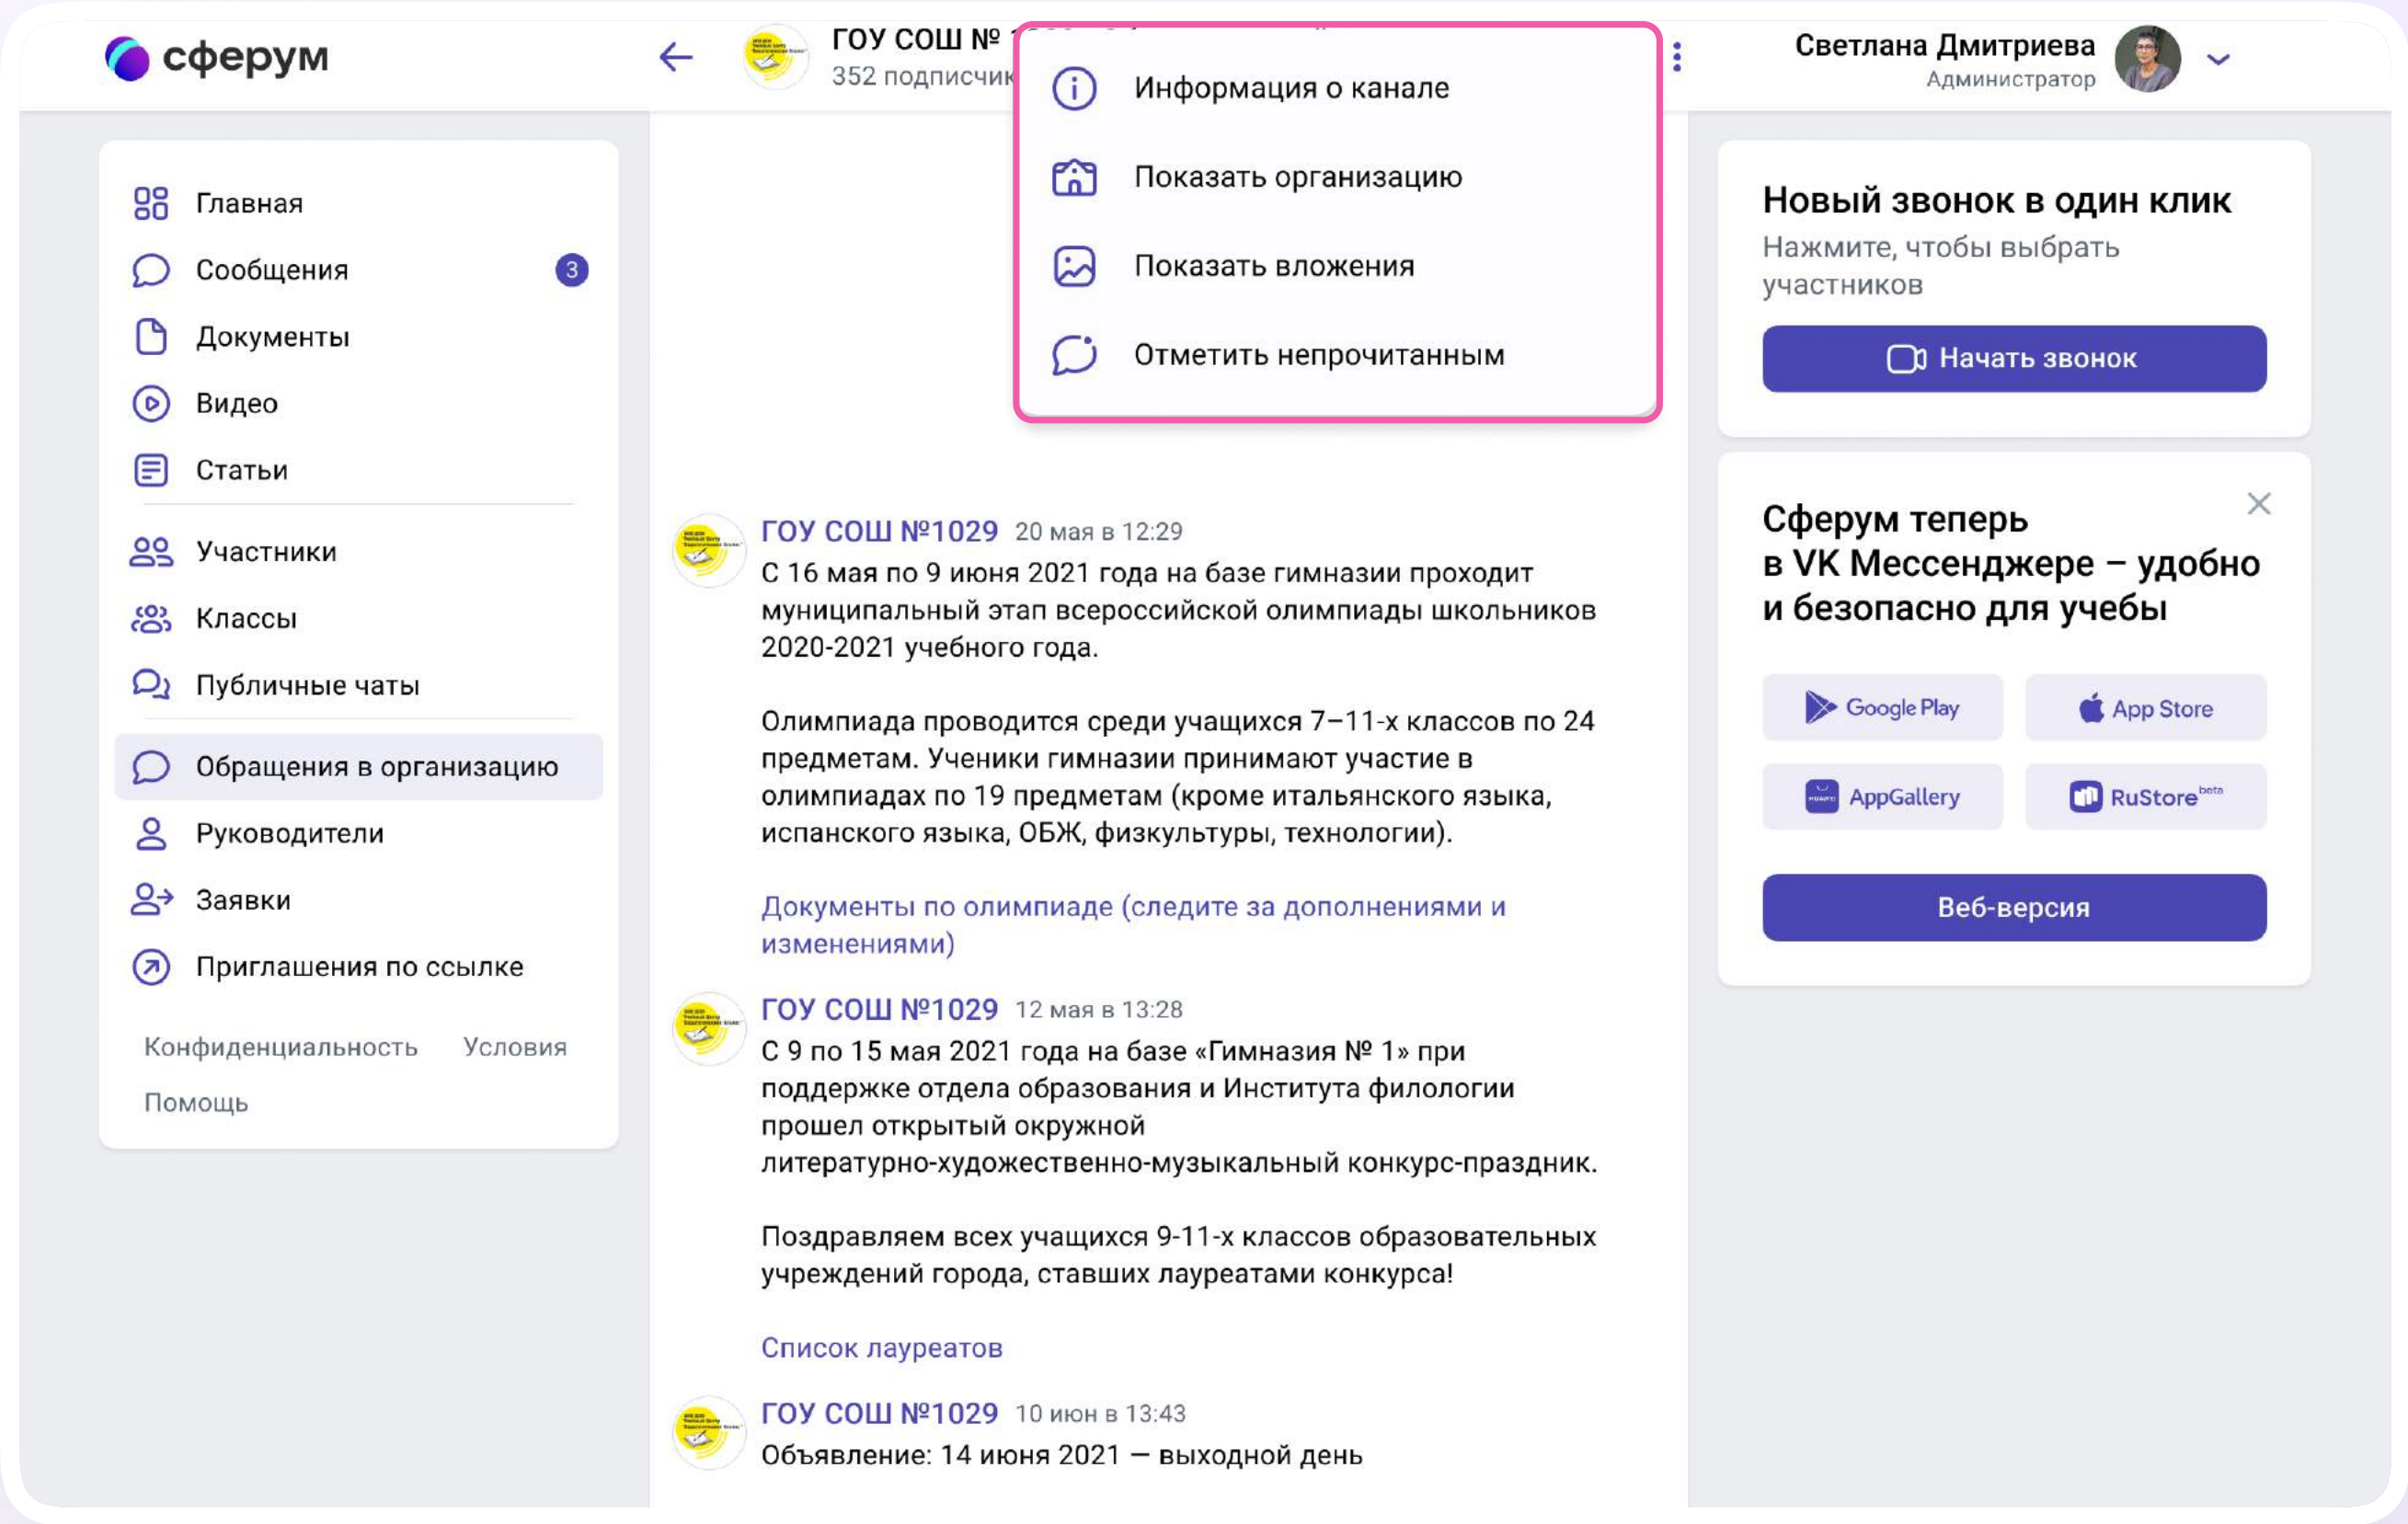 сферум
Главная
Сообщения
3
Документы
Видео
Статьи
Участники
Классы
Публичные чаты
Обращения в организацию
Руководители
Заявки
Приглашения по ссылке
Конфиденциальность Условия
Помощь
ГОУ СОШ №
352 подписчик
Информация о канале
Показать организацию
Показать вложения
Отметить непрочитанным
ГОУ СОШ №1029 20 мая в 12:29
С 16 мая по 9 июня 2021 года на базе гимназии проходит
муниципальный этап всероссийской олимпиады школьников
2020-2021 учебного года.
Олимпиада проводится среди учащихся 7–11-х классов по 24
предметам. Ученики гимназии принимают участие в
олимпиадах по 19 предметам (кроме итальянского языка,
испанского языка, ОБЖ, физкультуры, технологии).
Документы по олимпиаде (следите за дополнениями и
изменениями)
ГОУ СОШ №1029 12 мая в 13:28
С 9 по 15 мая 2021 года на базе «Гимназия № 1» при
поддержке отдела образования и Института филологии
прошел открытый окружной
литературно-художественно-музыкальный конкурс-праздник.
Поздравляем всех учащихся 9-11-х классов образовательных
учреждений города, ставших лауреатами конкурса!
Список лауреатов
ГОУ СОШ №1029 10 июн в 13:43
Объявление: 14 июня 2021 — выходной день
Светлана Дмитриева
Администратор
Новый звонок в один клик
Нажмите, чтобы выбрать
участников
Начать звонок
Сферум теперь
в VK Мессенджере – удобно
и безопасно для учебы
Google Play
App Store
HUAWEI AppGallery
RuStore beta
Веб-версия